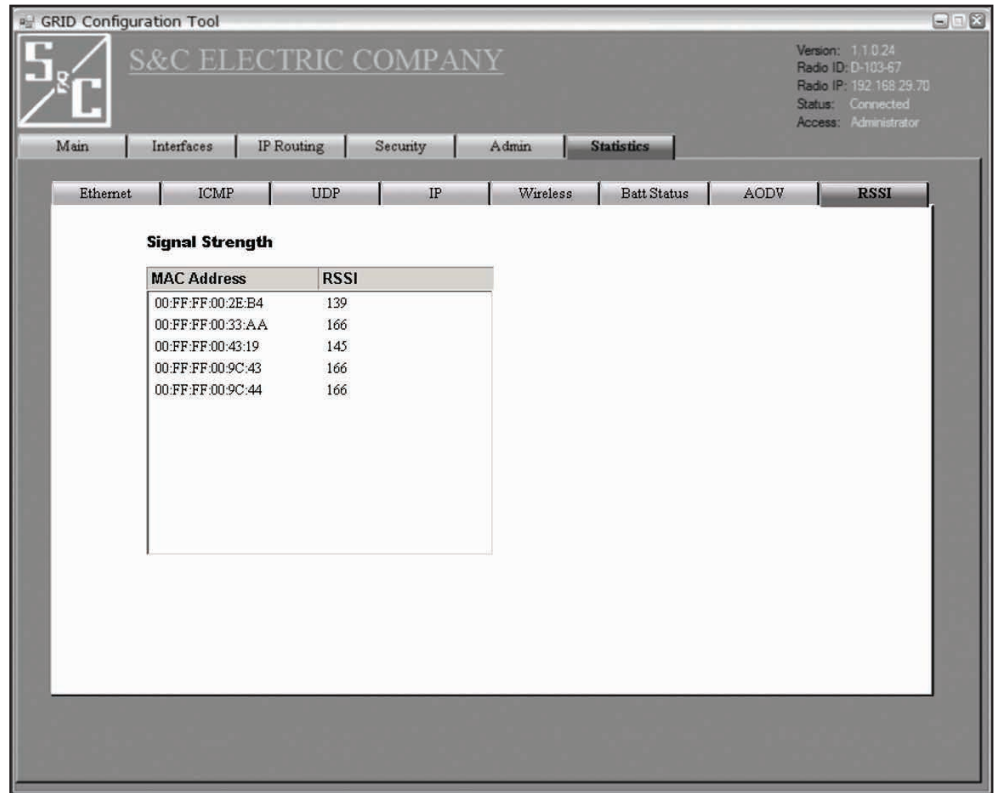 GRID Configuration Tool
S&C
S&C ELECTRIC COMPANY
Version: 1.1.0.24
Radio ID: D-103-67
Radio IP: 192.168.29.70
Status: Connected
Access: Administrator
Main Interfaces IP Routing Security Admin Statistics
Ethernet ICMP UDP IP Wireless Batt Status AODV RSSI
Signal Strength
MAC Address RSSI
00:FF:FF:00:2E:B4 139
00:FF:FF:00:33:AA 166
00:FF:FF:00:43:19 145
00:FF:FF:00:9C:43 166
00:FF:FF:00:9C:44 166